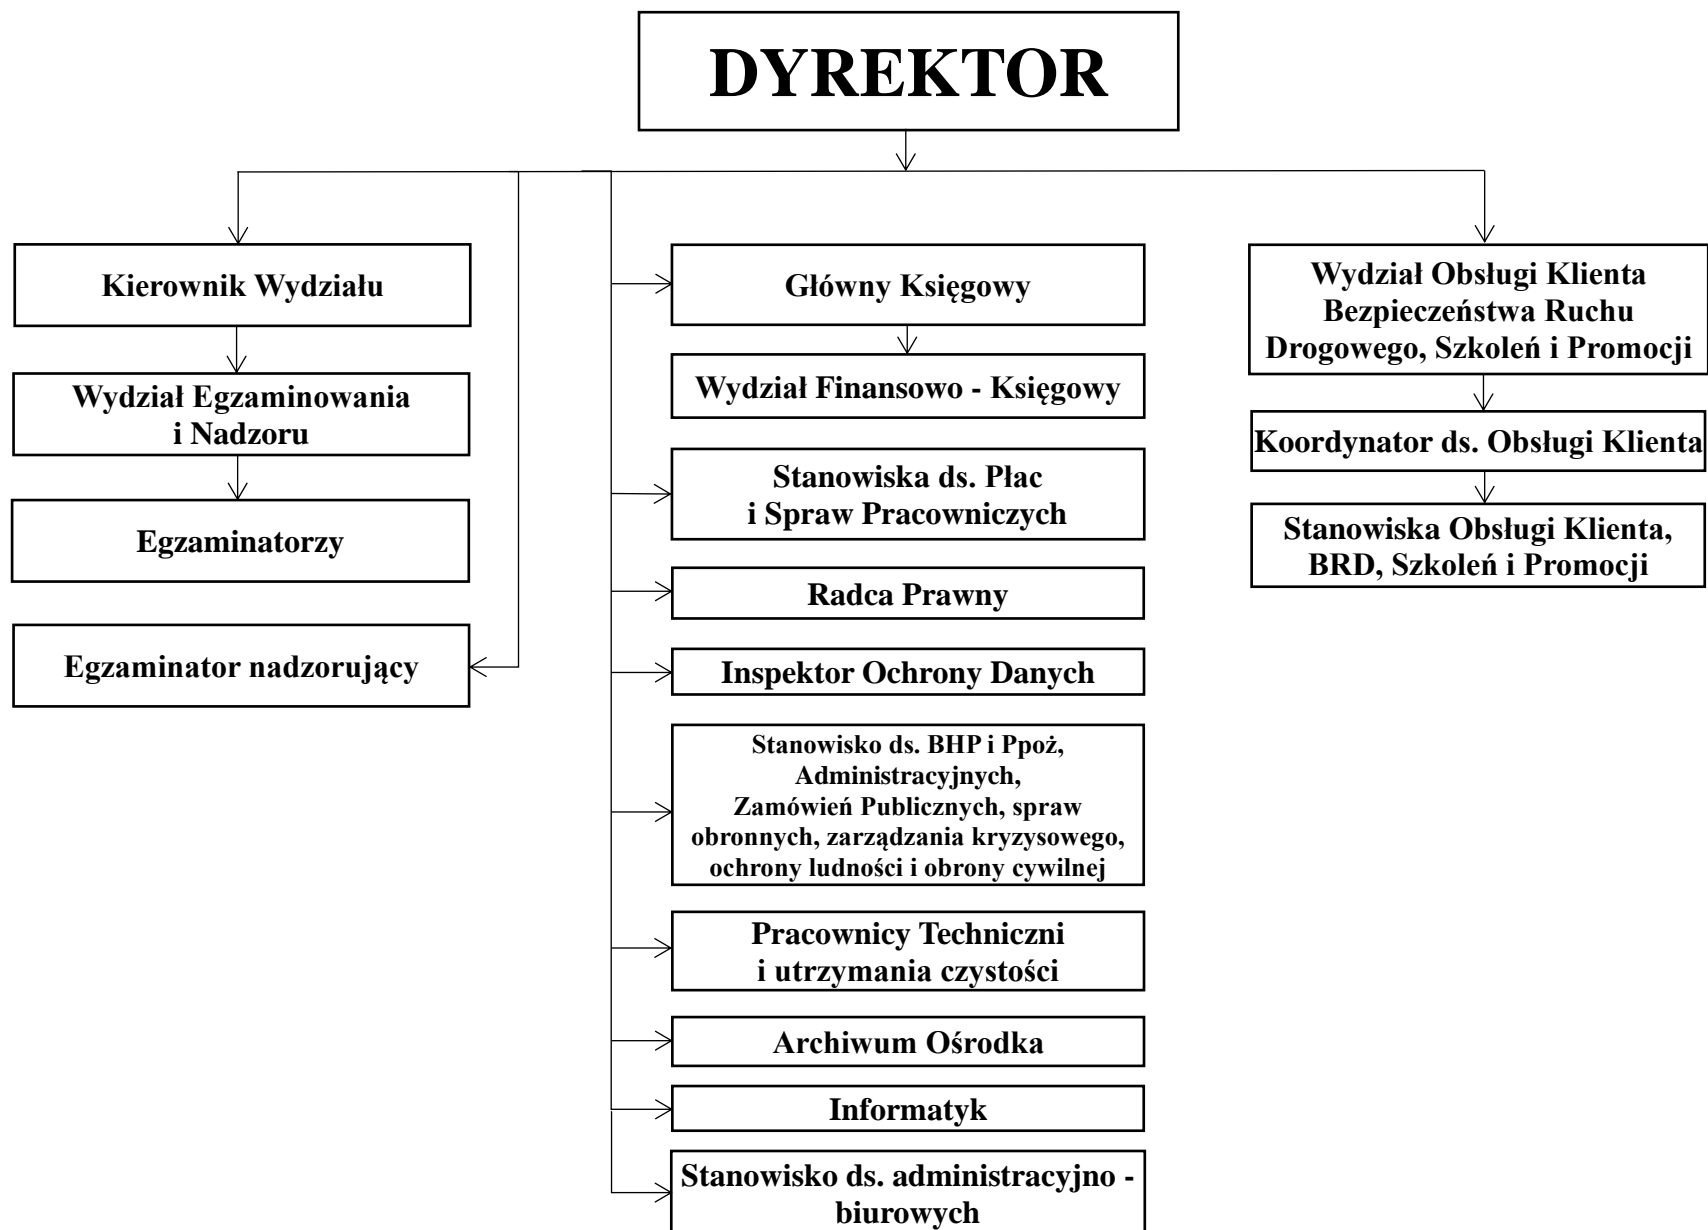 DYREKTOR
Kierownik Wydziału
Wydział Egzaminowania
i Nadzoru
Egzaminatorzy
Egzaminator nadzorujący
Główny Księgowy
Wydział Finansowo - Księgowy
Stanowiska ds. Płac
i Spraw Pracowniczych
Radca Prawny
Inspektor Ochrony Danych
Stanowisko ds. BHP i Ppoż,
Administracyjnych,
Zamówień Publicznych, spraw
obronnych, zarządzania kryzysowego,
ochrony ludności i obrony cywilnej
Pracownicy Techniczni
i utrzymania czystości
Archiwum Ośrodka
Informatyk
Stanowisko ds. administracyjno -
biurowych
Wydział Obsługi Klienta
Bezpieczeństwa Ruchu
Drogowego, Szkoleń i Promocji
Koordynator ds. Obsługi Klienta
Stanowiska Obsługi Klienta,
BRD, Szkoleń i Promocji